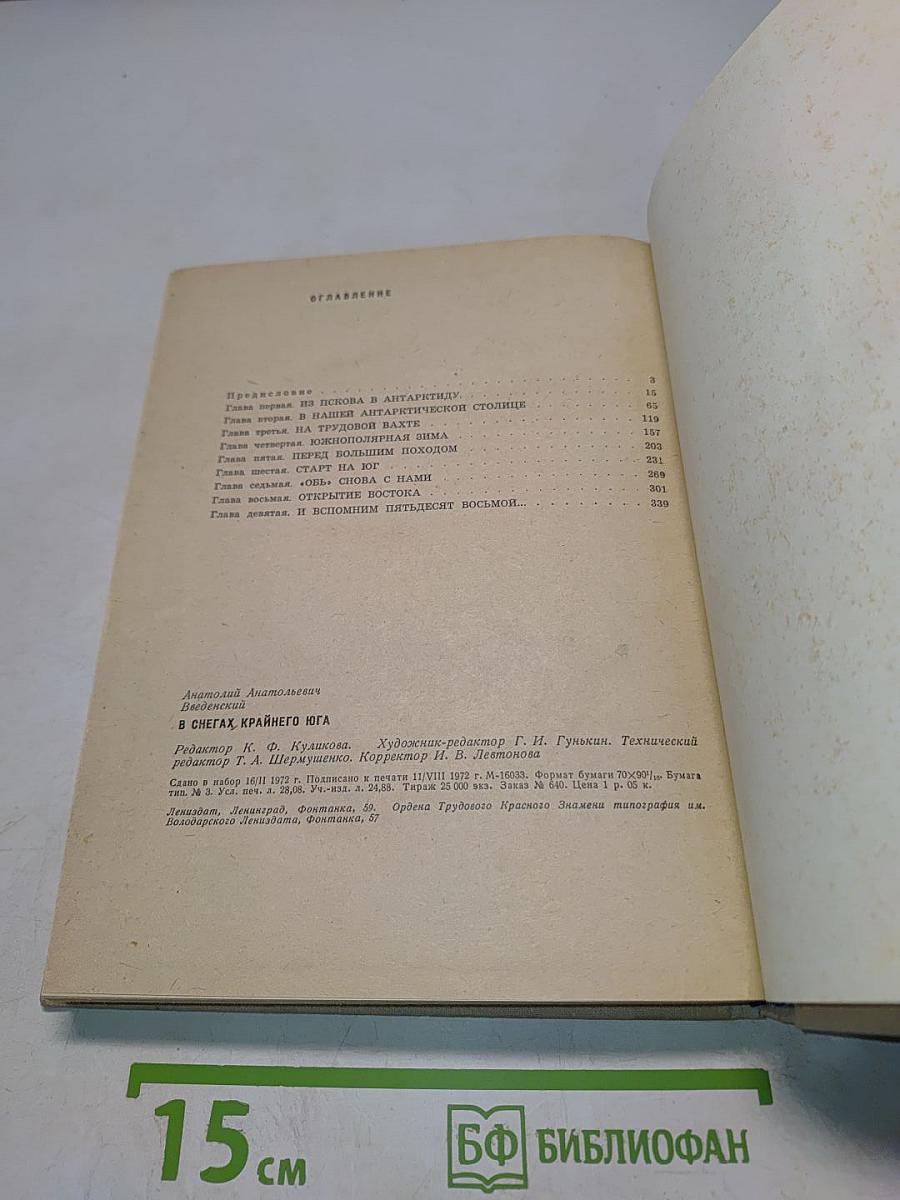 ОГЛАВЛЕНИЕ
Предисловие . . . . . . . . . . . . . . . . . . 3
Глава первая. ИЗ ПСКОВА В АНТАРКТИДУ. . . . . . . . . . 15
Глава вторая. В НАШЕЙ АНТАРКТИЧЕСКОЙ СТОЛИЦЕ . . . . . . 65
Глава третья. НА ТРУДОВОЙ ВАХТЕ . . . . . . . . . . . 119
Глава четвертая. ЮЖНОПОЛЯРНАЯ ЗИМА . . . . . . . . . . 157
Глава пятая. ПЕРЕД БОЛЬШИМ ПОХОДОМ . . . . . . . . . . 203
Глава шестая. СТАРТ НА ЮГ . . . . . . . . . . . . . 231
Глава седьмая. «ОБЬ» СНОВА С НАМИ . . . . . . . . . . 269
Глава восьмая. ОТКРЫТИЕ ВОСТОКА . . . . . . . . . . . 301
Глава девятая. И ВСПОМНИМ ПЯТЬДЕСЯТ ВОСЬМОЙ... . . . . . . 339
Анатолий Анатольевич
Введенский
В СНЕГАХ КРАЙНЕГО ЮГА
Редактор К. Ф. Куликова. Художник-редактор Г. И. Гунькин. Технический
редактор Т. А. Шермушенко. Корректор И. В. Левтонова
Сдано в набор 16/II 1972 г. Подписано к печати 11/VIII 1972 г. М-16033. Формат бумаги 70×90¹/₁₆. Бумага
тип. № 3. Усл. печ. л. 28,08. Уч.-изд. л. 24,88. Тираж 25 000 экз. Заказ № 640. Цена 1 р. 05 к.
Лениздат, Ленинград, Фонтанка, 59. Ордена Трудового Красного Знамени типография им.
Володарского Лениздата, Фонтанка, 57
15 см
БФ БИБЛИОФАН